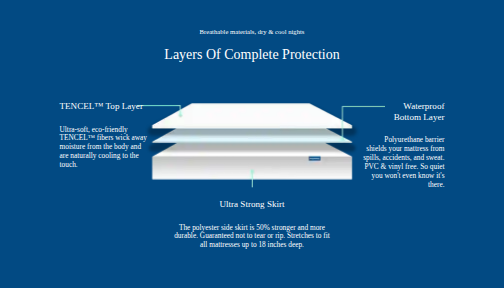 Breathable materials, dry & cool nights
Layers Of Complete Protection
TENCEL™ Top Layer
Ultra-soft, eco-friendly
TENCEL™ fibers wick away
moisture from the body and
are naturally cooling to the
touch.
Waterproof
Bottom Layer
Polyurethane barrier
shields your mattress from
spills, accidents, and sweat.
PVC & vinyl free. So quiet
you won't even know it's
there.
Ultra Strong Skirt
The polyester side skirt is 50% stronger and more
durable. Guaranteed not to tear or rip. Stretches to fit
all mattresses up to 18 inches deep.